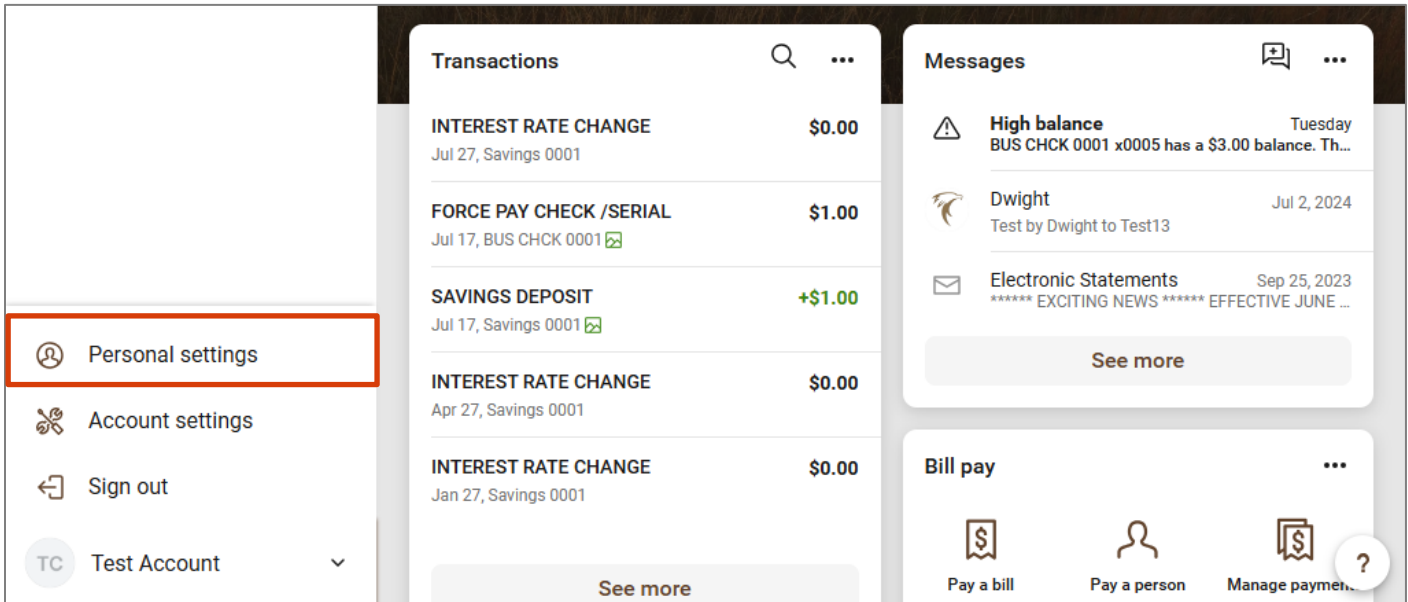 Personal settings
Account settings
Sign out
TC
Test Account
Transactions
INTEREST RATE CHANGE
$0.00
Jul 27, Savings 0001
FORCE PAY CHECK /SERIAL
$1.00
Jul 17, BUS CHCK 0001
SAVINGS DEPOSIT
+$1.00
Jul 17, Savings 0001
INTEREST RATE CHANGE
$0.00
Apr 27, Savings 0001
INTEREST RATE CHANGE
$0.00
Jan 27, Savings 0001
See more
Messages
High balance
Tuesday
BUS CHCK 0001 x0005 has a $3.00 balance. Th...
Dwight
Jul 2, 2024
Test by Dwight to Test13
Electronic Statements
Sep 25, 2023
****** EXCITING NEWS ****** EFFECTIVE JUNE ...
See more
Bill pay
$
$
Pay a bill
Pay a person
Manage
?